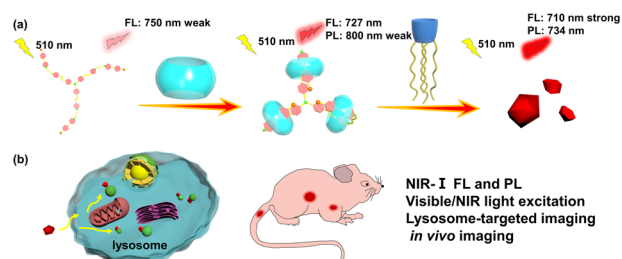 (a)
510 nm
FL: 750 nm weak
510 nm
FL: 727 nm
PL: 800 nm weak
510 nm
FL: 710 nm strong
PL: 734 nm
(b)
lysosome
NIR-Ⅰ FL and PL
Visible/NIR light excitation
Lysosome-targeted imaging
in vivo imaging